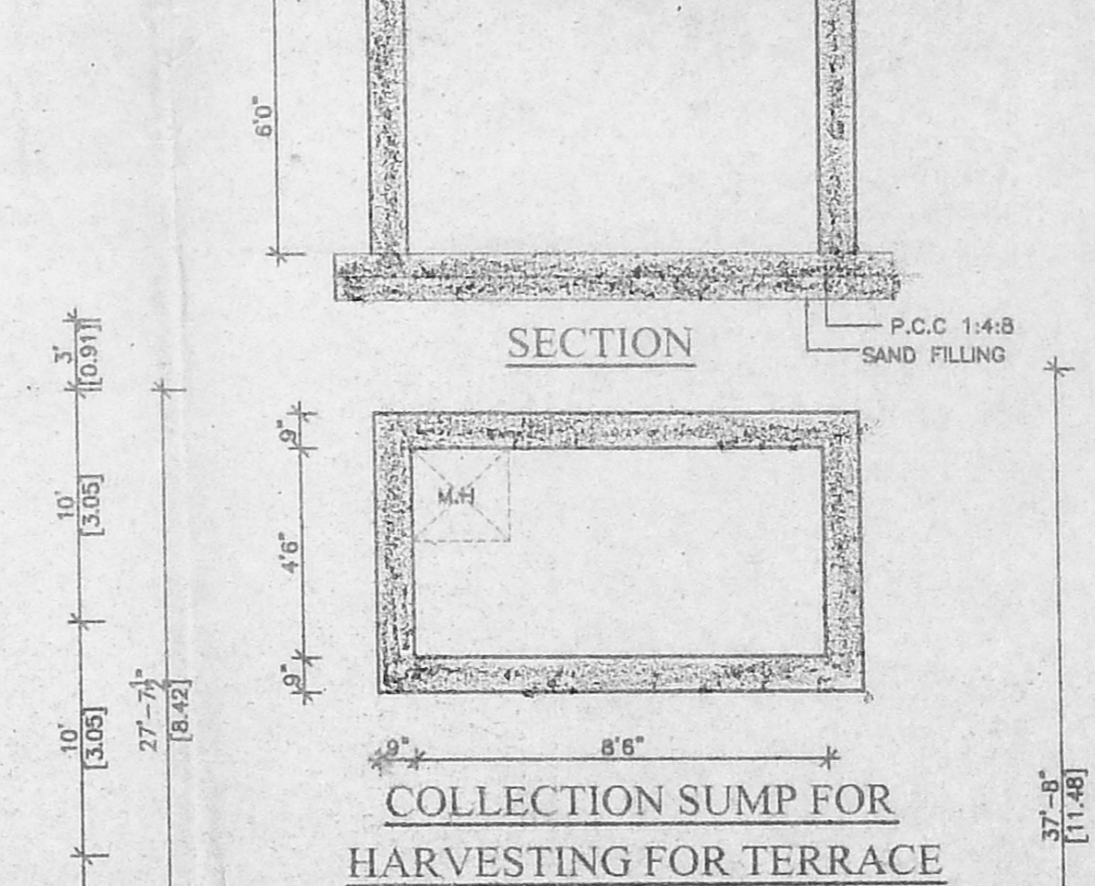 6'0"
P.C.C 1:4:8
SECTION
SAND FILLING
3'
[0.91]
9"
10'
[3.05]
M.H
4'6"
9"
27'-7½"
[8.42]
10'
[3.05]
9"
8'6"
37'-8"
[11.48]
COLLECTION SUMP FOR
HARVESTING FOR TERRACE